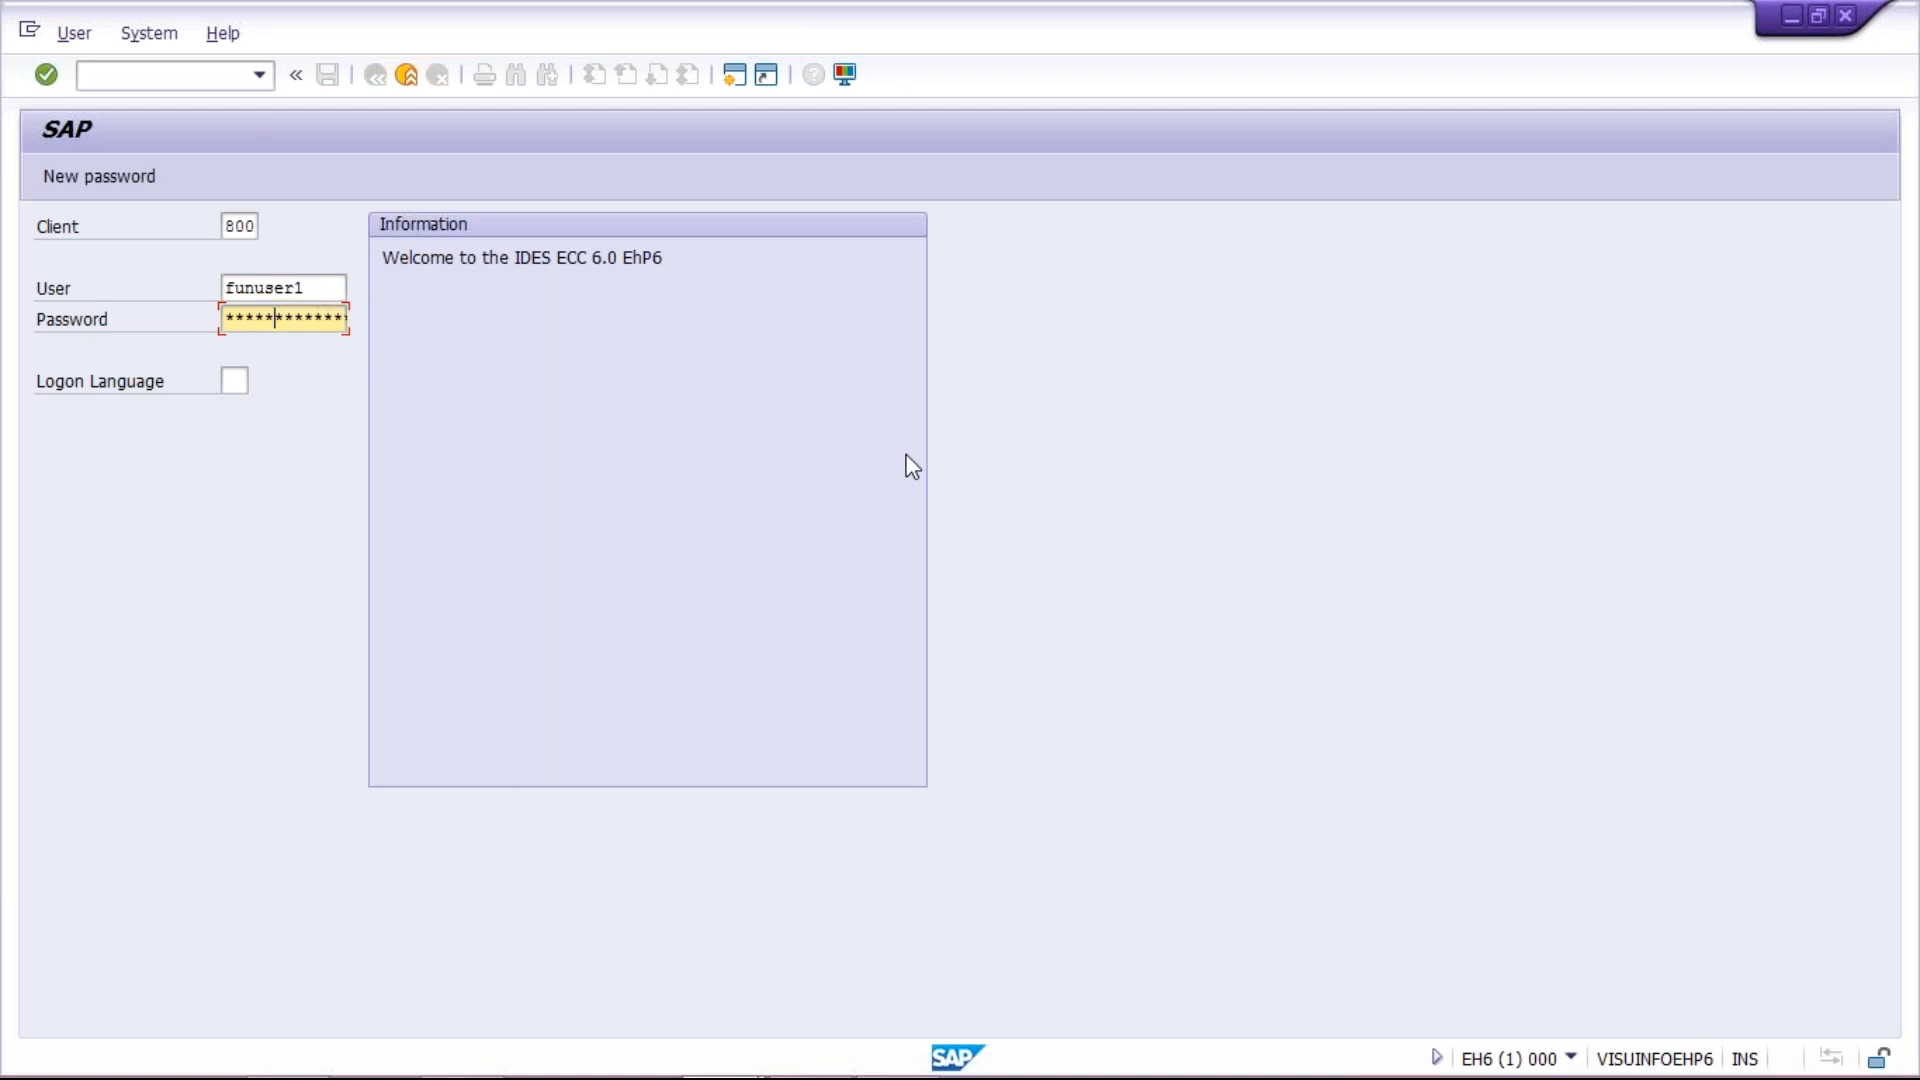 User System Help
SAP
New password
Client 800
Information
Welcome to the IDES ECC 6.0 EhP6
User funuser1
Password ******************
Logon Language
SAP
EH6 (1) 000 VISUINFOEHP6 INS